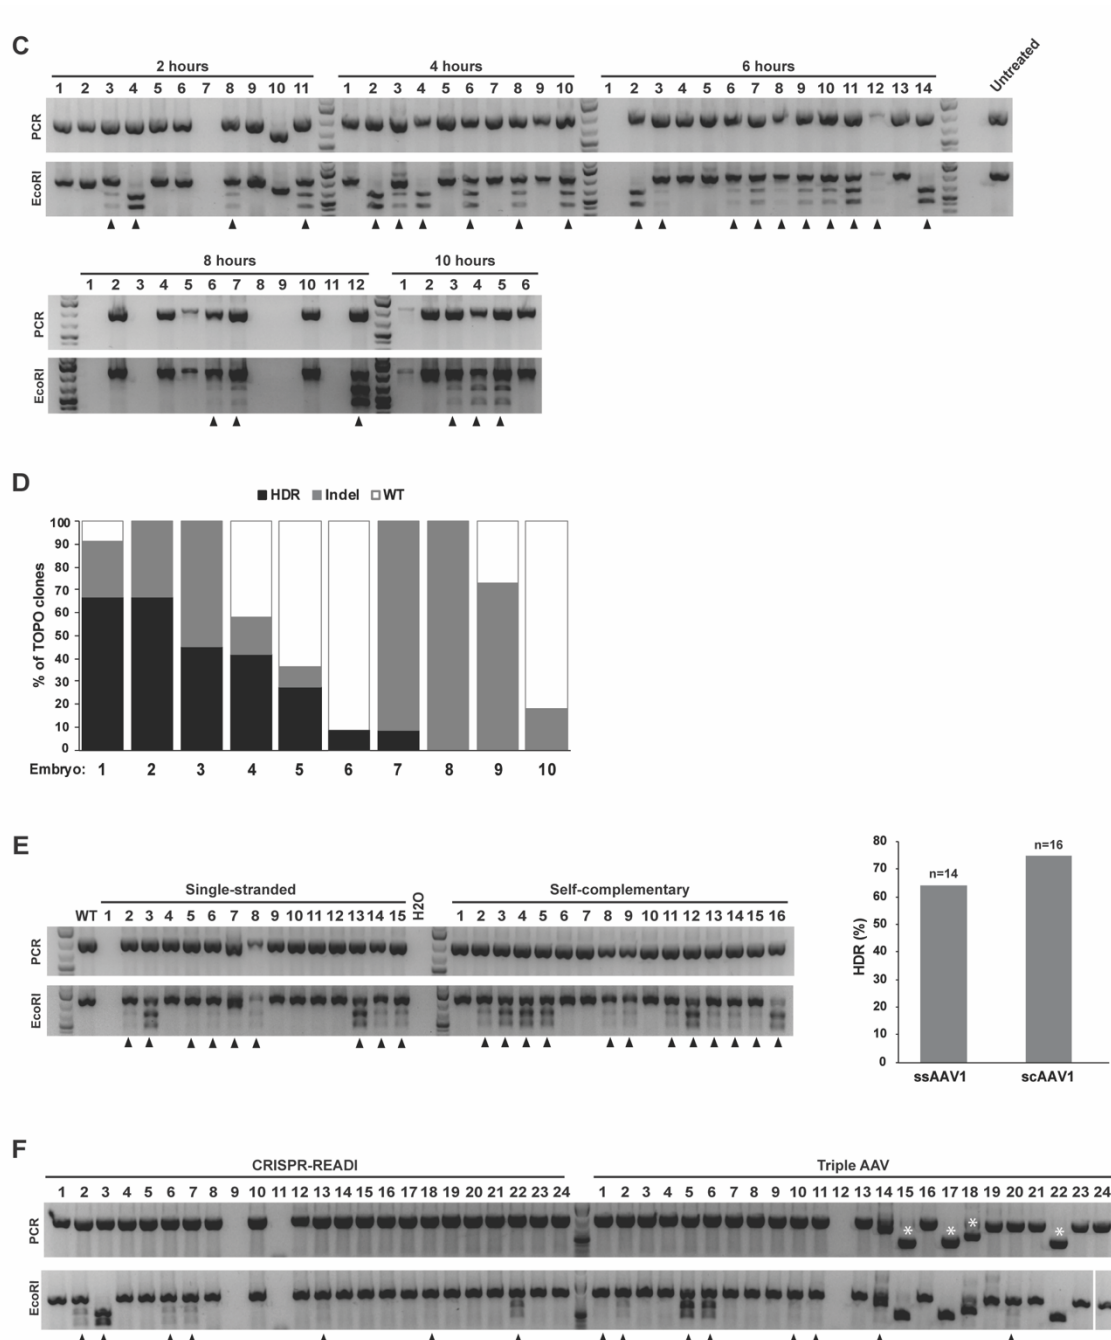 C
2 hours 4 hours 6 hours Untreated
1 2 3 4 5 6 7 8 9 10 11 1 2 3 4 5 6 7 8 9 10 1 2 3 4 5 6 7 8 9 10 11 12 13 14
PCR
EcoRI
8 hours 10 hours
1 2 3 4 5 6 7 8 9 10 11 12 1 2 3 4 5 6
PCR
EcoRI
D
HDR Indel WT
% of TOPO clones
100
90
80
70
60
50
40
30
20
10
0
Embryo: 1 2 3 4 5 6 7 8 9 10
E
Single-stranded H2O Self-complementary
WT 1 2 3 4 5 6 7 8 9 10 11 12 13 14 15 1 2 3 4 5 6 7 8 9 10 11 12 13 14 15 16
PCR
EcoRI
HDR (%)
80
70
60
50
40
30
20
10
0
n=14 n=16
ssAAV1 scAAV1
F
CRISPR-READI Triple AAV
1 2 3 4 5 6 7 8 9 10 11 12 13 14 15 16 17 18 19 20 21 22 23 24 1 2 3 4 5 6 7 8 9 10 11 12 13 14 15 16 17 18 19 20 21 22 23 24
PCR
* * * *
EcoRI